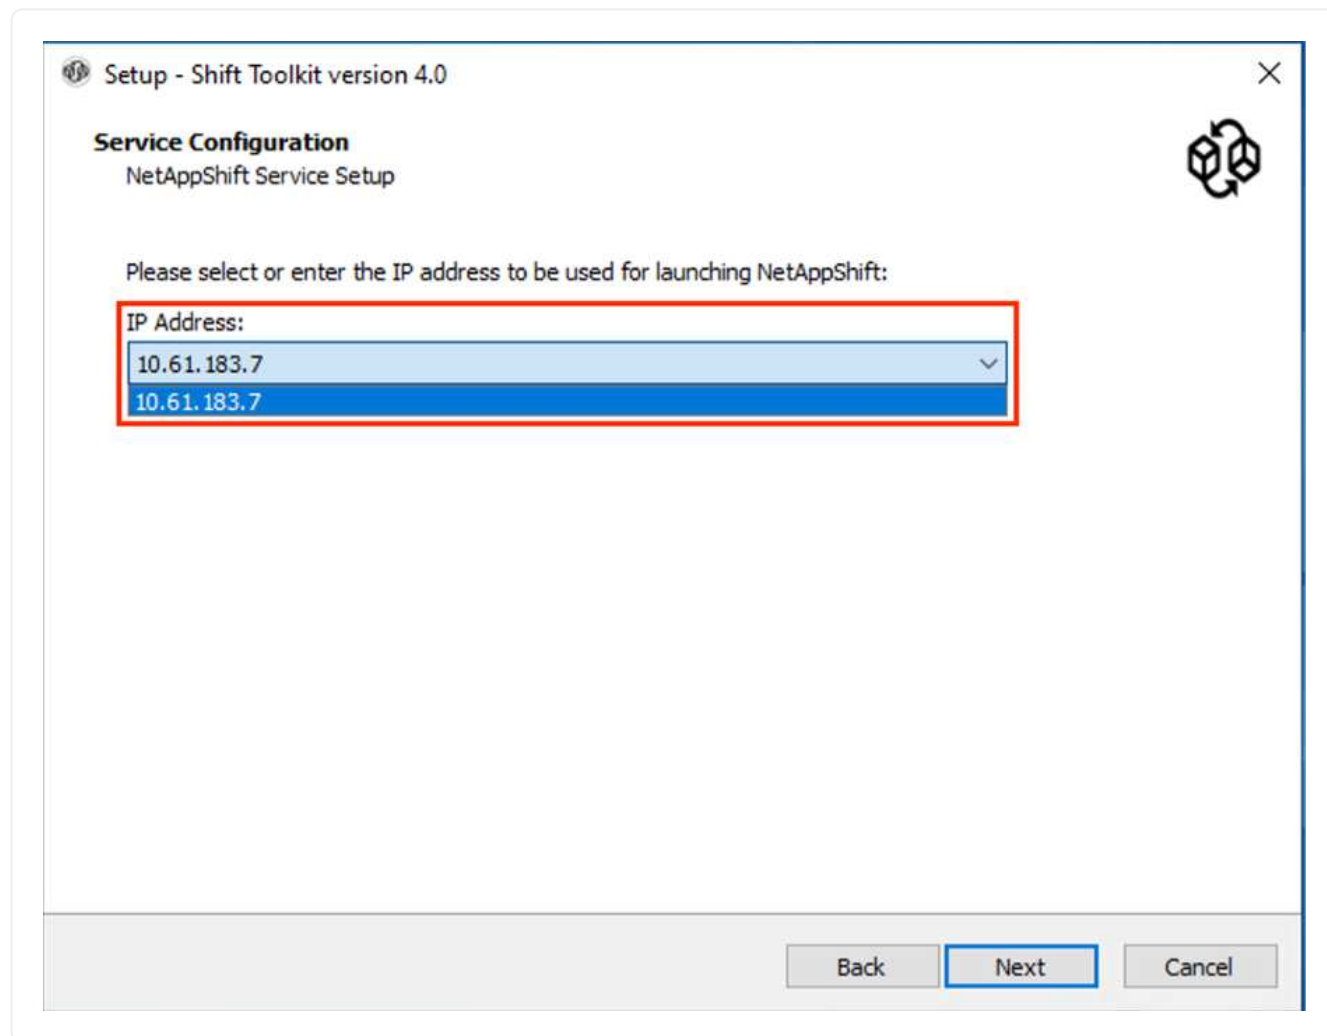 Setup - Shift Toolkit version 4.0
Service Configuration
NetAppShift Service Setup
Please select or enter the IP address to be used for launching NetAppShift:
IP Address:
10.61.183.7
10.61.183.7
Back
Next
Cancel